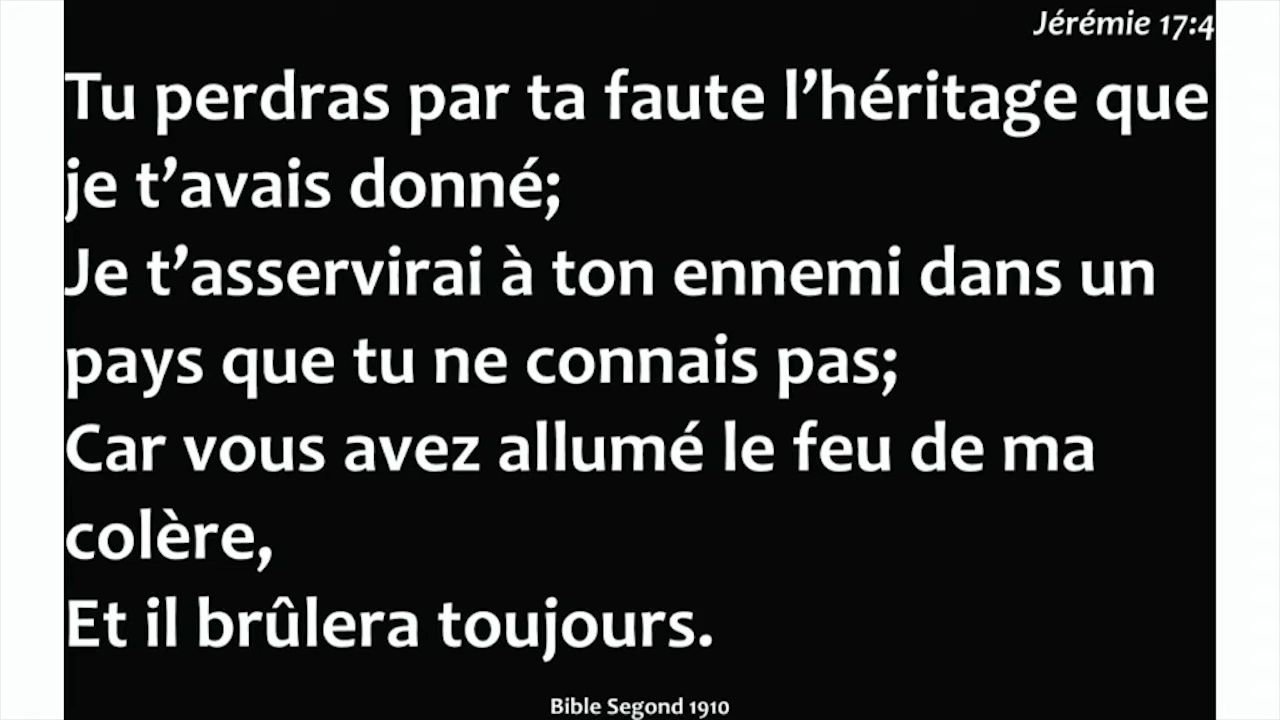 Jérémie 17:4
Tu perdras par ta faute l’héritage que
je t’avais donné;
Je t’asservirai à ton ennemi dans un
pays que tu ne connais pas;
Car vous avez allumé le feu de ma
colère,
Et il brûlera toujours.
Bible Segond 1910